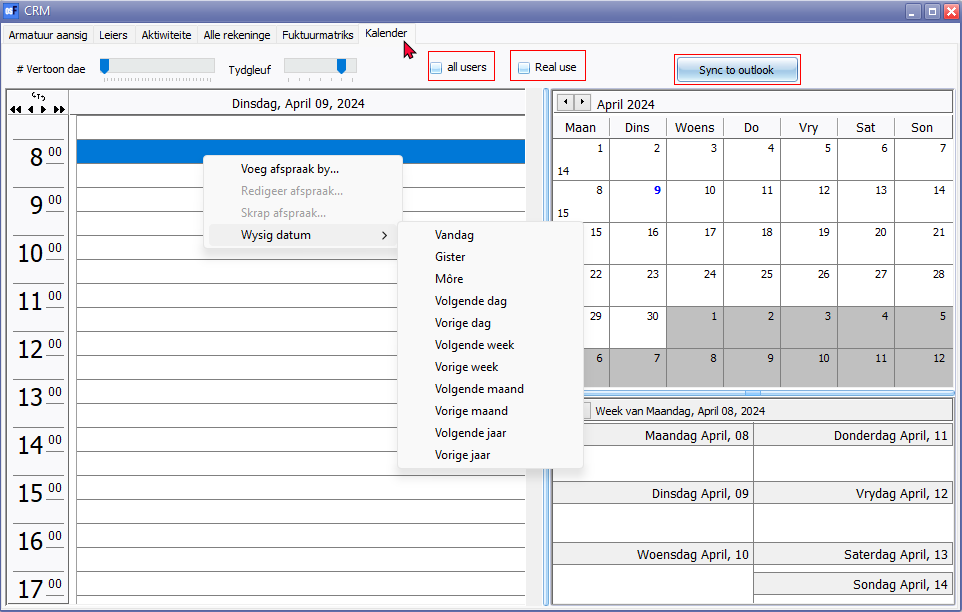 osF CRM
Armatuur aansig Leiers Aktiwiteite Alle rekeninge Fuktuurmatriks Kalender
# Vertoon dae Tydgleuf all users Real use Sync to outlook
Dinsdag, April 09, 2024
8 00
9 00
10 00
11 00
12 00
13 00
14 00
15 00
16 00
17 00
Voeg afspraak by...
Redigeer afspraak...
Skrap afspraak...
Wysig datum
Vandag
Gister
Môre
Volgende dag
Vorige dag
Volgende week
Vorige week
Volgende maand
Vorige maand
Volgende jaar
Vorige jaar
April 2024
Maan Dins Woens Do Vry Sat Son
1 2 3 4 5 6 7
14
8 9 10 11 12 13 14
15
15 16 17 18 19 20 21
22 23 24 25 26 27 28
29 30 1 2 3 4 5
6 7 8 9 10 11 12
Week van Maandag, April 08, 2024
Maandag April, 08 Donderdag April, 11
Dinsdag April, 09 Vrydag April, 12
Woensdag April, 10 Saterdag April, 13
Sondag April, 14